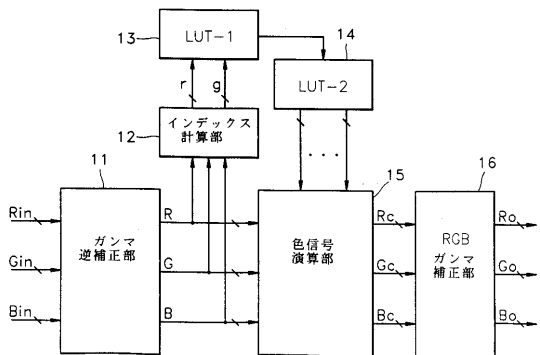 13
LUT-1
14
LUT-2
r
g
12
インデックス
計算部
11
15
16
Rin
Gin
Bin
ガンマ
逆補正部
R
G
B
...
色信号
演算部
Rc
Gc
Bc
RGB
ガンマ
補正部
Ro
Go
Bo